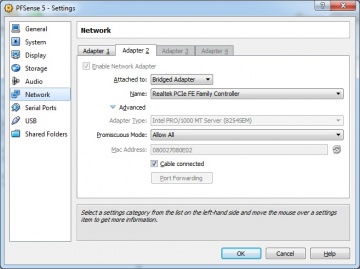 PFSense 5 - Settings
General
System
Display
Storage
Audio
Network
Serial Ports
USB
Shared Folders
Network
Adapter 1
Adapter 2
Adapter 3
Adapter 4
Enable Network Adapter
Attached to: Bridged Adapter
Name: Realtek PCIe FE Family Controller
Advanced
Adapter Type: Intel PRO/1000 MT Server (82545EM)
Promiscuous Mode: Allow All
Mac Address: 0800270B0E02
Cable connected
Port Forwarding
Select a settings category from the list on the left-hand side and move the mouse over a settings
item to get more information.
OK
Cancel
Help